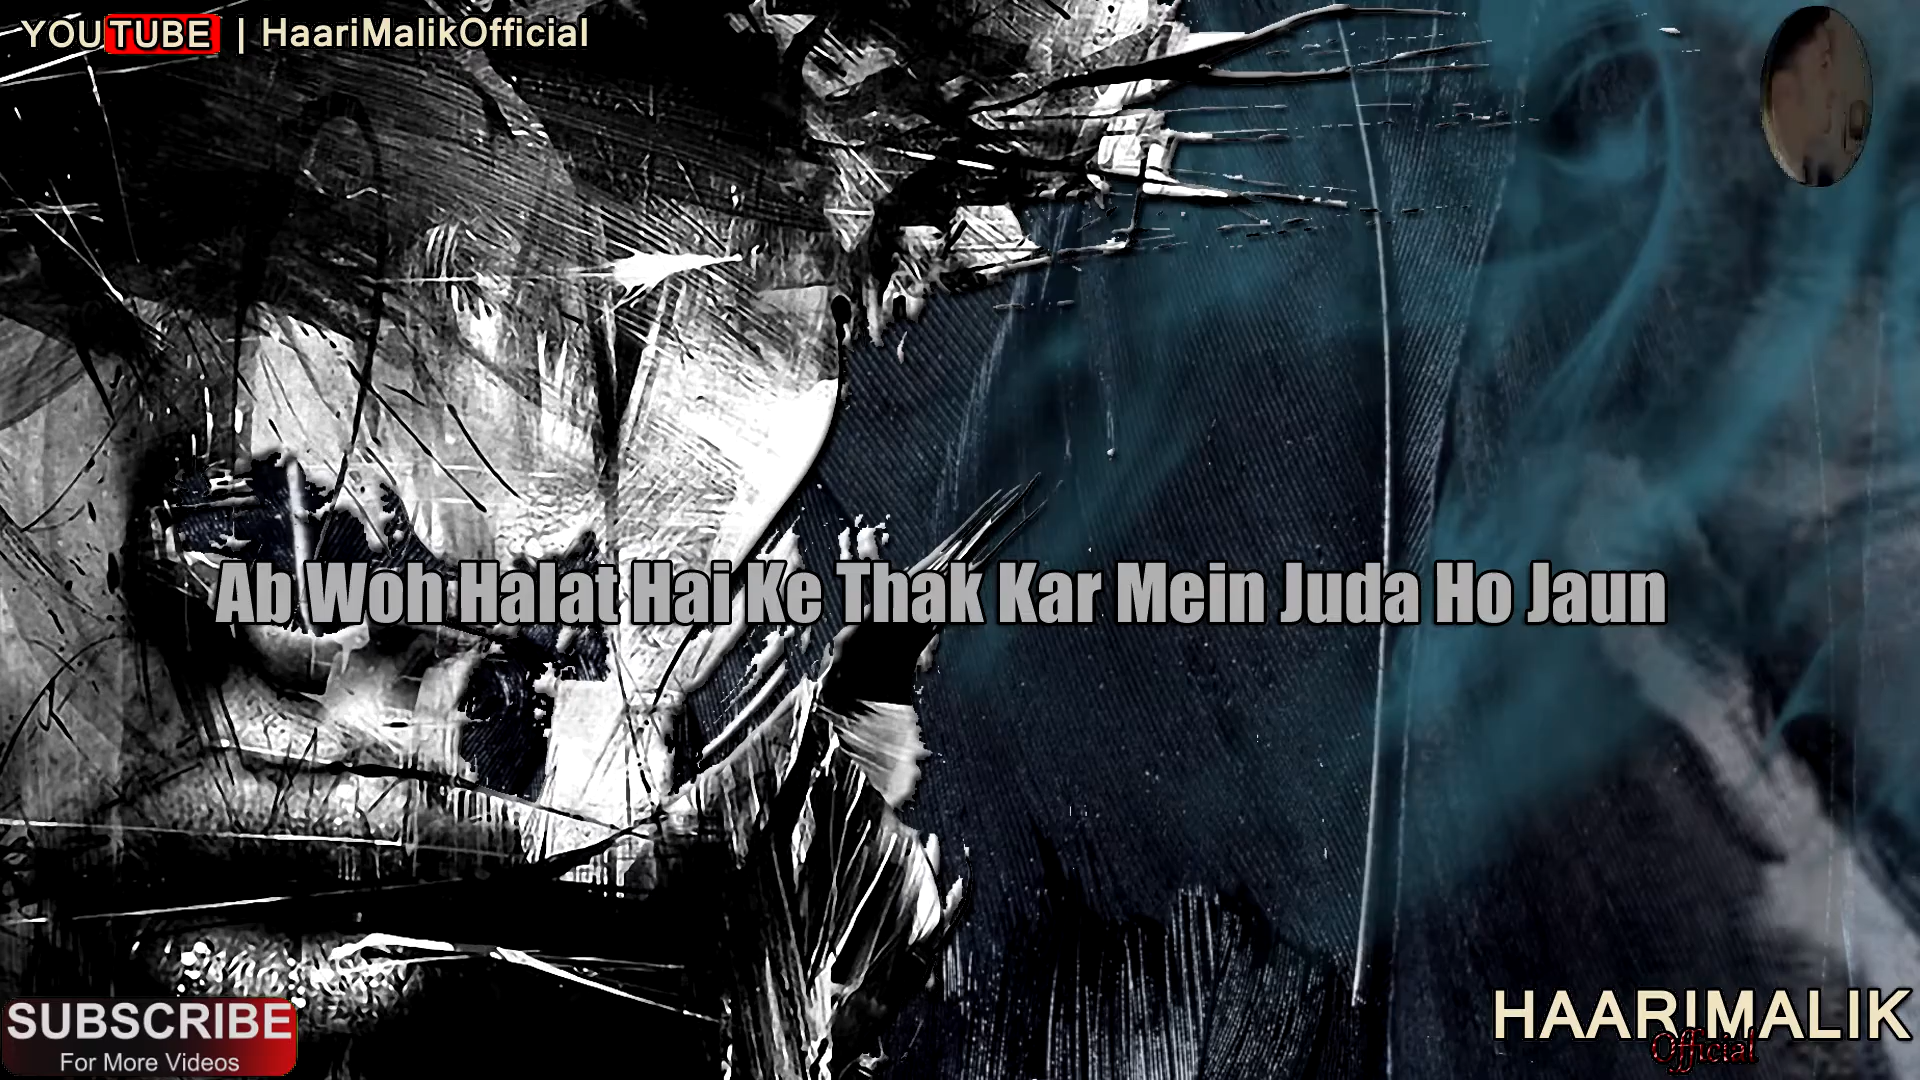 YOUTUBE | HaariMalikOfficial
Ab Woh Halat Hai Ke Thak Kar Mein Juda Ho Jaun
SUBSCRIBE
For More Videos
HAARIMALIK
Official